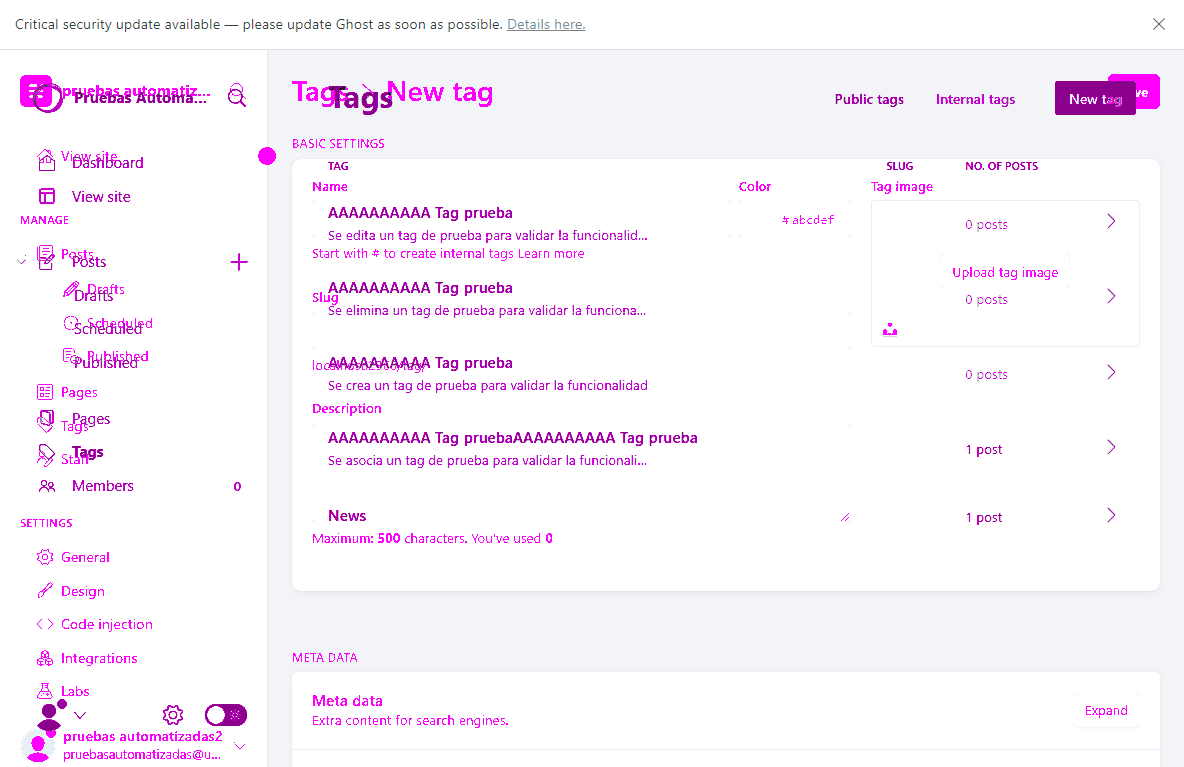 Critical security update available — please update Ghost as soon as possible. Details here.
pruebas automatiz...
Pruebas Automa...
Tags
New tag
Tags
Public tags
Internal tags
New tag
View site
Dashboard
View site
MANAGE
Posts
Posts
Drafts
Drafts
Scheduled
Scheduled
Published
Published
Pages
Pages
Tags
Tags
Staff
Members
0
SETTINGS
General
Design
Code injection
Integrations
Labs
pruebas automatizadas2
pruebasautomatizadas@u...
BASIC SETTINGS
TAG
SLUG
NO. OF POSTS
Name
Color
Tag image
AAAAAAAAAA Tag prueba
#abcdef
0 posts
Se edita un tag de prueba para validar la funcionalid...
Start with # to create internal tags Learn more
Upload tag image
AAAAAAAAAA Tag prueba
0 posts
Slug
Se elimina un tag de prueba para validar la funciona...
AAAAAAAAAA Tag prueba
0 posts
Se crea un tag de prueba para validar la funcionalidad
Description
AAAAAAAAAA Tag pruebaAAAAAAAAAA Tag prueba
1 post
Se asocia un tag de prueba para validar la funcionali...
News
1 post
Maximum: 500 characters. You've used 0
META DATA
Meta data
Extra content for search engines.
Expand